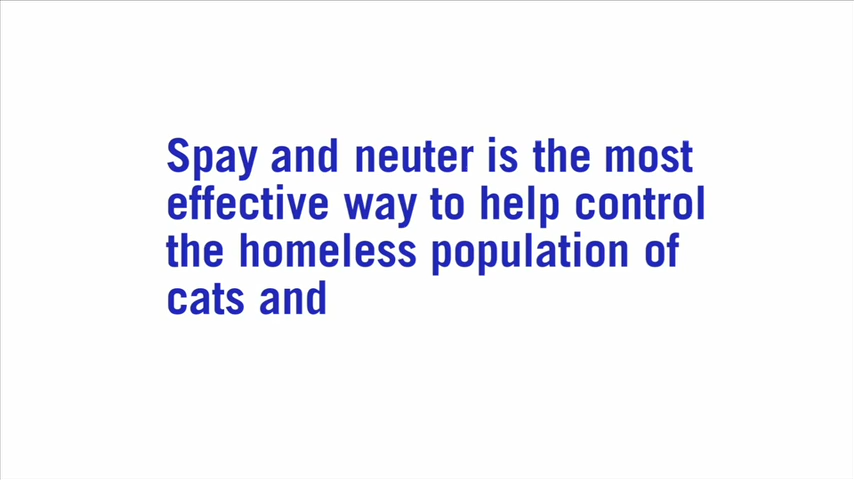 Spay and neuter is the most
effective way to help control
the homeless population of
cats and